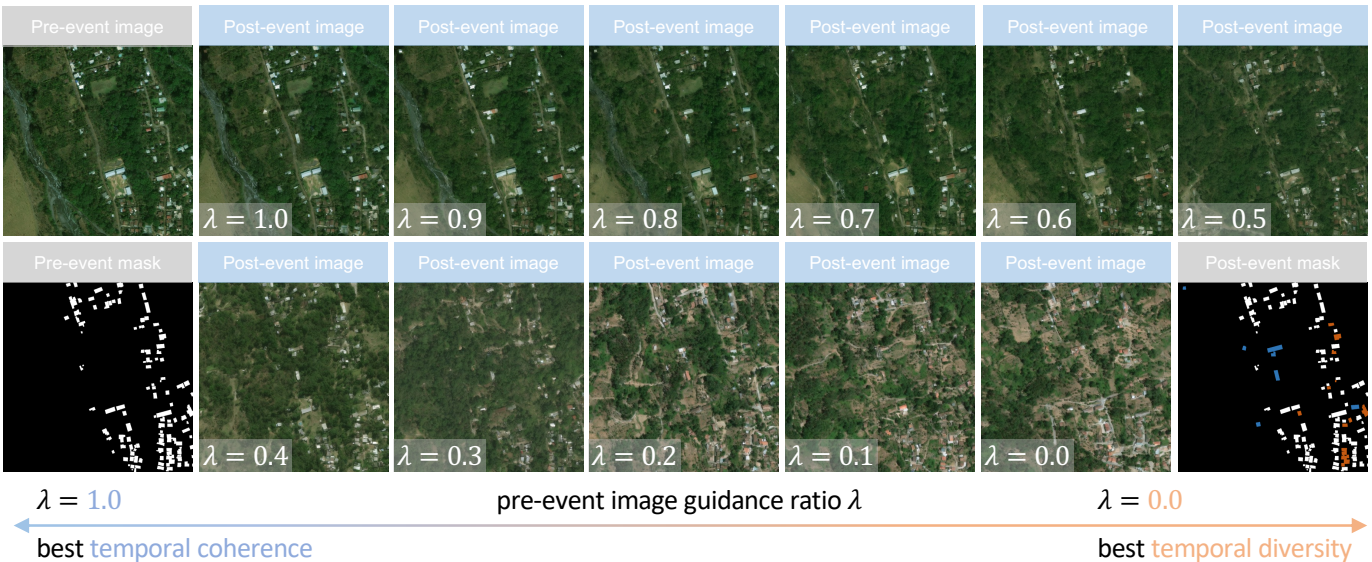 Pre-event image
Post-event image
Post-event image
Post-event image
Post-event image
Post-event image
Post-event image
λ = 1.0
λ = 0.9
λ = 0.8
λ = 0.7
λ = 0.6
λ = 0.5
Pre-event mask
Post-event image
Post-event image
Post-event image
Post-event image
Post-event image
Post-event mask
λ = 0.4
λ = 0.3
λ = 0.2
λ = 0.1
λ = 0.0
λ = 1.0
pre-event image guidance ratio λ
λ = 0.0
best temporal coherence
best temporal diversity